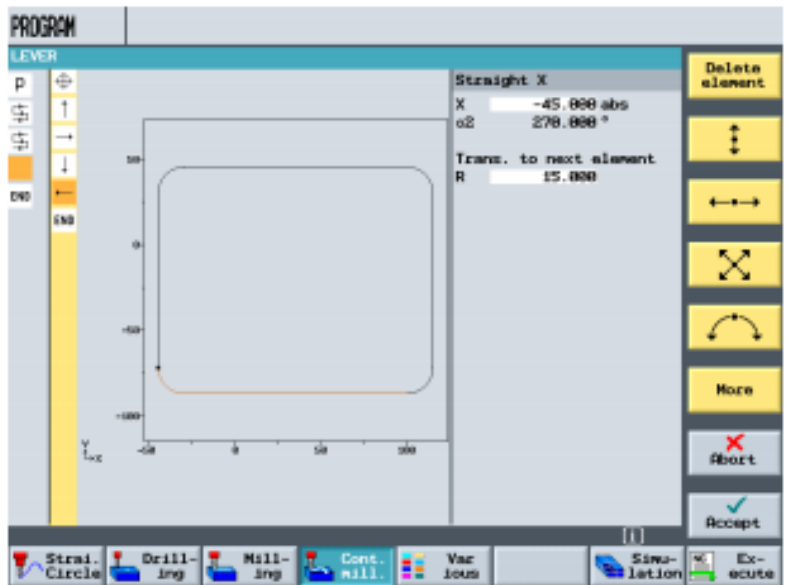 PROGRAM
LEVER
P
END
END
Straight X
X -45.000 abs
α2 270.000 °
Trans. to next element
R 15.000
50
0
-50
-100
Y
x
-50 0 50 100
Delete
element
More
Abort
Accept
[i]
Strai.
Circle
Drill-
ing
Mill-
ing
Cont.
mill.
Var
ious
Simu-
lation
NC
Ex-
ecute